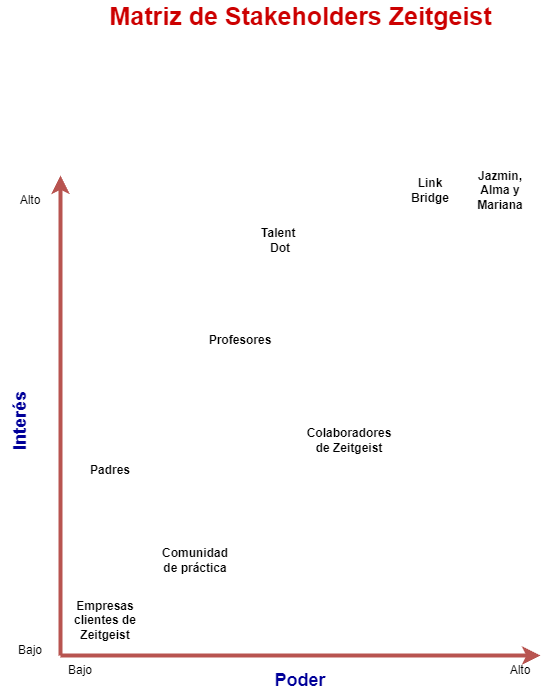 Matriz de Stakeholders Zeitgeist
Alto
Link
Bridge
Jazmin,
Alma y
Mariana
Talent
Dot
Profesores
Interés
Colaboradores
de Zeitgeist
Padres
Comunidad
de práctica
Empresas
clientes de
Zeitgeist
Bajo
Bajo
Poder
Alto